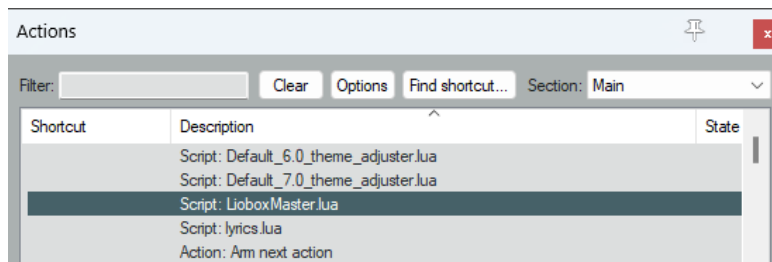 Actions
x
Filter: Clear Options Find shortcut... Section: Main
Shortcut Description State
Script: Default_6.0_theme_adjuster.lua
Script: Default_7.0_theme_adjuster.lua
Script: LioboxMaster.lua
Script: lyrics.lua
Action: Arm next action